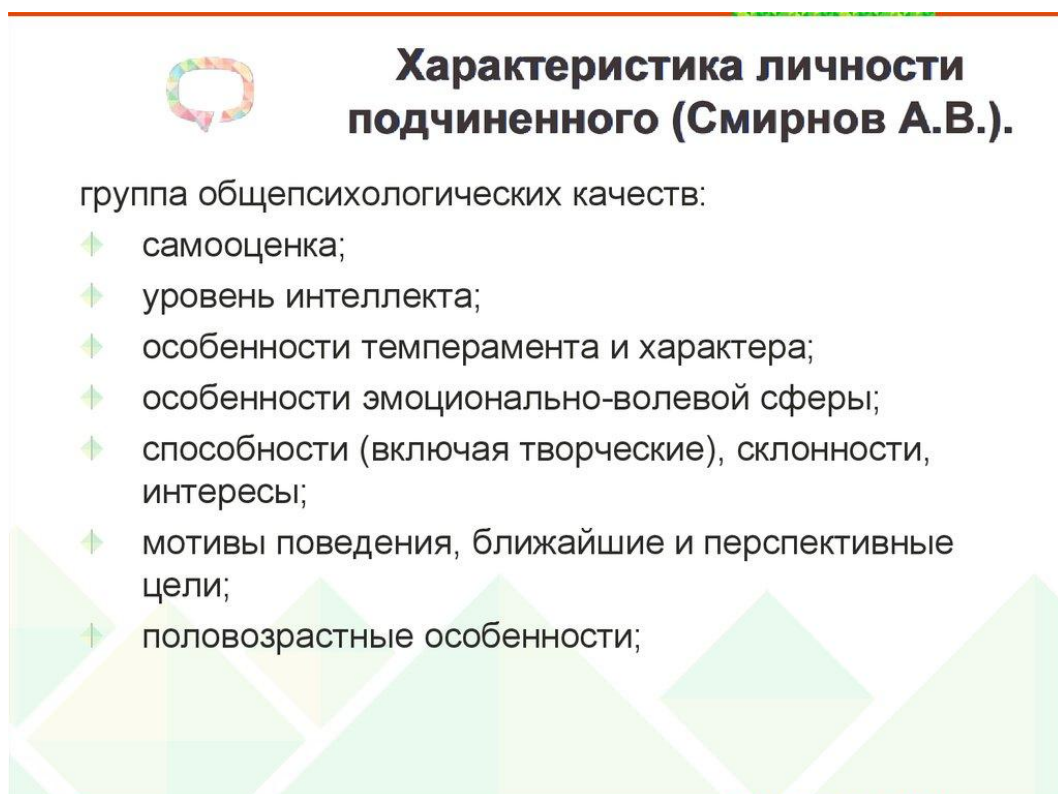 Характеристика личности
подчиненного (Смирнов А.В.).
группа общепсихологических качеств:
самооценка;
уровень интеллекта;
особенности темперамента и характера;
особенности эмоционально-волевой сферы;
способности (включая творческие), склонности,
интересы;
мотивы поведения, ближайшие и перспективные
цели;
половозрастные особенности;